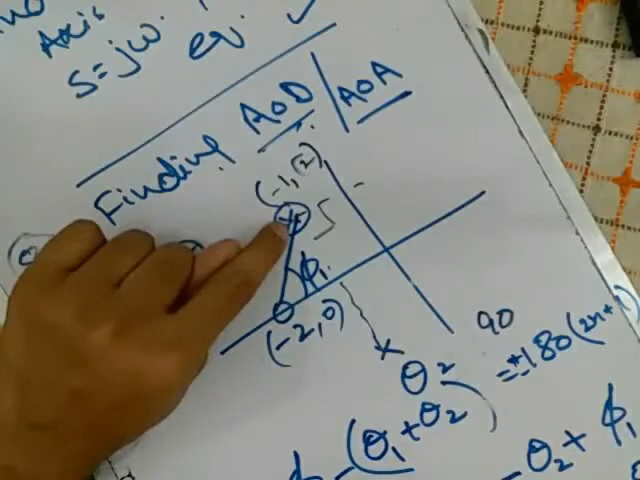 Axis
S=jω. eq.
Finding AOD / AOA
(-1, 2)
ϕ₁
(-2, 0)
90
θ₂ = ±180(2n+1)
(θ₁+θ₂)
θ₂ + ϕ₁